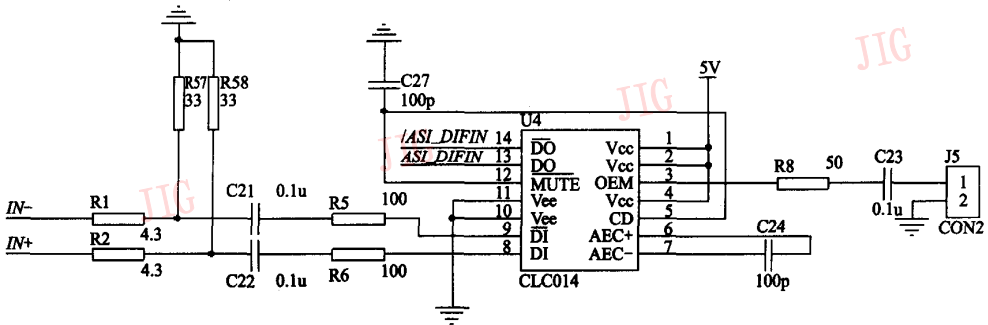 JIG
5V
R57
33
R58
33
C27
100p
JIG
U4
/ASI_DIFIN 14 DO Vcc 1
ASI_DIFIN 13 DO Vcc 2
JIG
12 MUTE OEM 3
11 Vee Vcc 4
10 Vee CD 5
9 DI AEC+ 6
8 DI AEC- 7
CLC014
R8 50
C23
0.1u
J5
1
2
CON2
JIG
IN- R1
4.3
C21 0.1u R5
100
IN+ R2
4.3
C22 0.1u R6
100
C24
100p